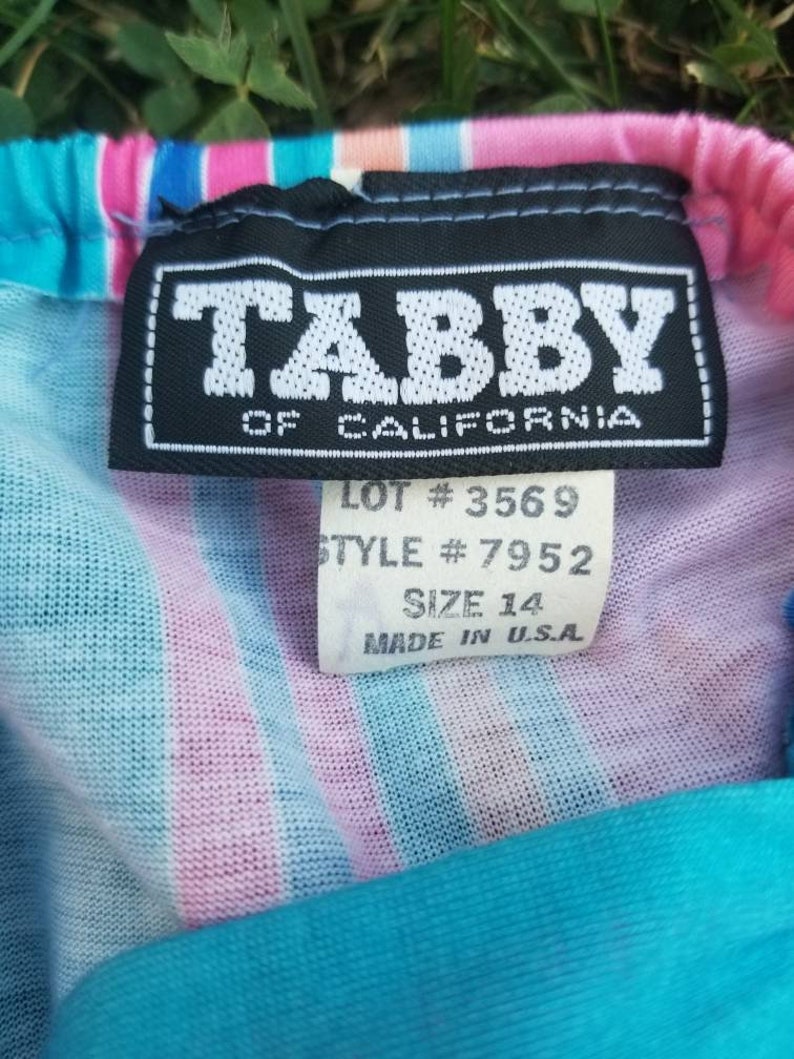 TABBY
OF CALIFORNIA
LOT # 3569
STYLE # 7952
SIZE 14
MADE IN U.S.A.